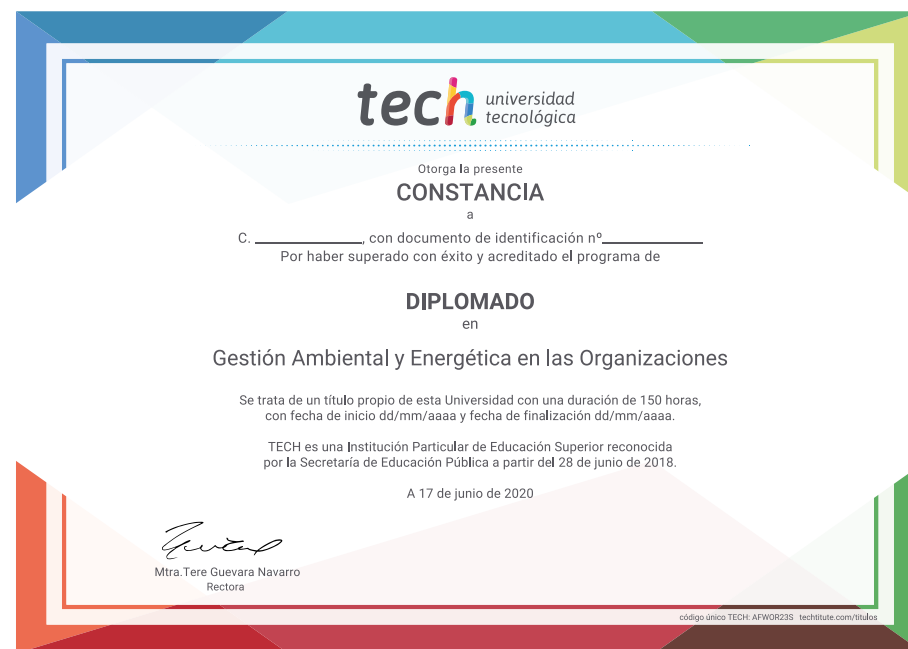 tech universidad
tecnológica
Otorga la presente
CONSTANCIA
a
C. ______________, con documento de identificación nº_____________
Por haber superado con éxito y acreditado el programa de
DIPLOMADO
en
Gestión Ambiental y Energética en las Organizaciones
Se trata de un título propio de esta Universidad con una duración de 150 horas,
con fecha de inicio dd/mm/aaaa y fecha de finalización dd/mm/aaaa.
TECH es una Institución Particular de Educación Superior reconocida
por la Secretaría de Educación Pública a partir del 28 de junio de 2018.
A 17 de junio de 2020
Mtra.Tere Guevara Navarro
Rectora
código único TECH: AFWOR23S techtitute.com/titulos